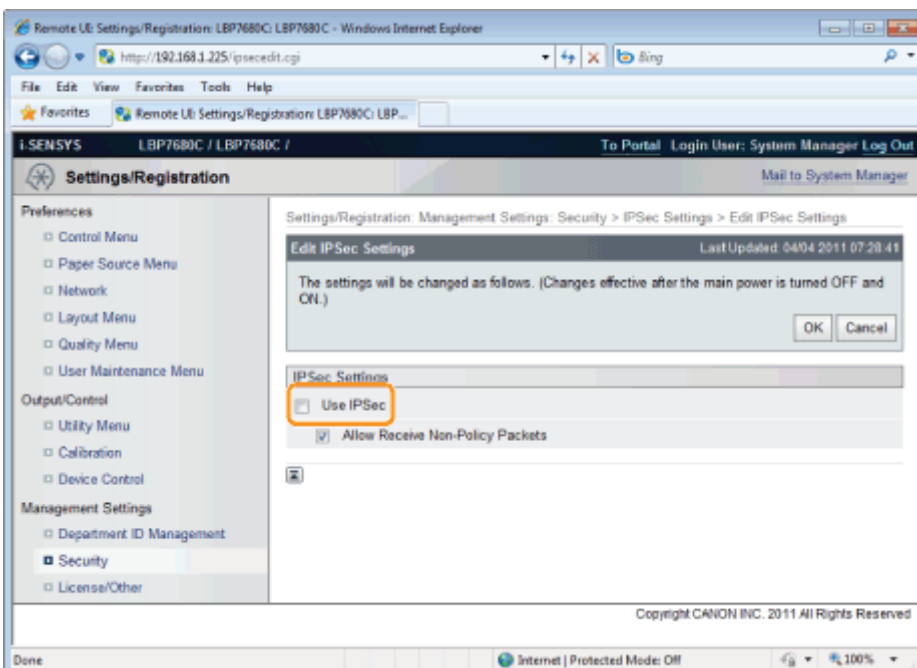 Remote UI: Settings/Registration: LBP7680C: LBP7680C - Windows Internet Explorer
http://192.168.1.225/ipsecedit.cgi
Bing
File Edit View Favorites Tools Help
Favorites Remote UI: Settings/Registration: LBP7680C: LBP...
i-SENSYS LBP7680C / LBP7680C / To Portal Login User: System Manager Log Out
Settings/Registration Mail to System Manager
Preferences
Control Menu
Paper Source Menu
Network
Layout Menu
Quality Menu
User Maintenance Menu
Output/Control
Utility Menu
Calibration
Device Control
Management Settings
Department ID Management
Security
License/Other
Settings/Registration: Management Settings: Security > IPSec Settings > Edit IPSec Settings
Edit IPSec Settings Last Updated: 04/04 2011 07:28:41
The settings will be changed as follows. (Changes effective after the main power is turned OFF and
ON.)
OK Cancel
IPSec Settings
Use IPSec
Allow Receive Non-Policy Packets
Copyright CANON INC. 2011 All Rights Reserved
Done Internet | Protected Mode: Off 100%